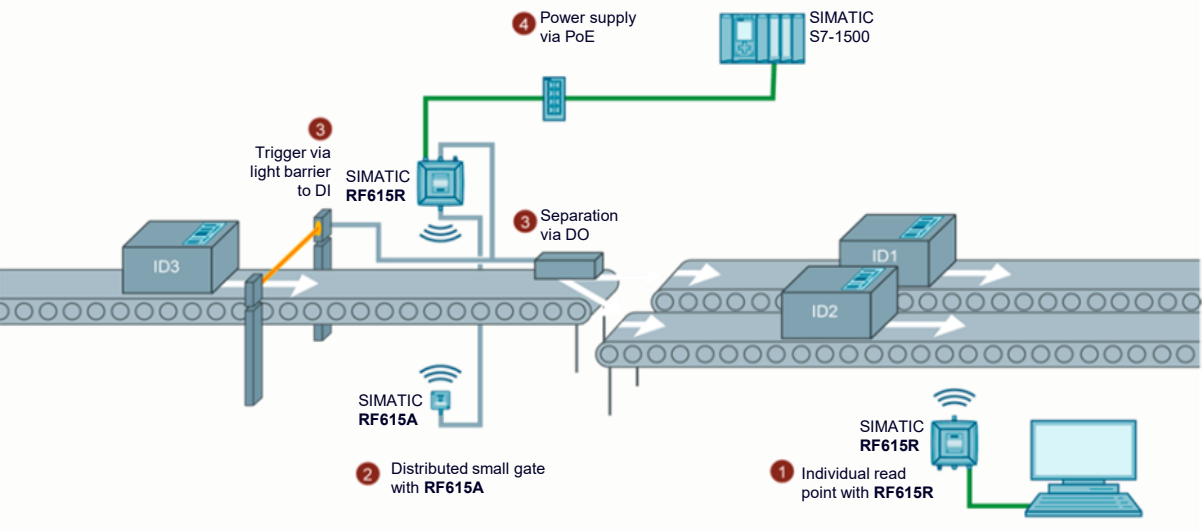 4 Power supply
via PoE
SIMATIC
S7-1500
3
Trigger via
light barrier
to DI
SIMATIC
RF615R
3 Separation
via DO
ID3
ID1
ID2
SIMATIC
RF615A
2 Distributed small gate
with RF615A
SIMATIC
RF615R
1 Individual read
point with RF615R